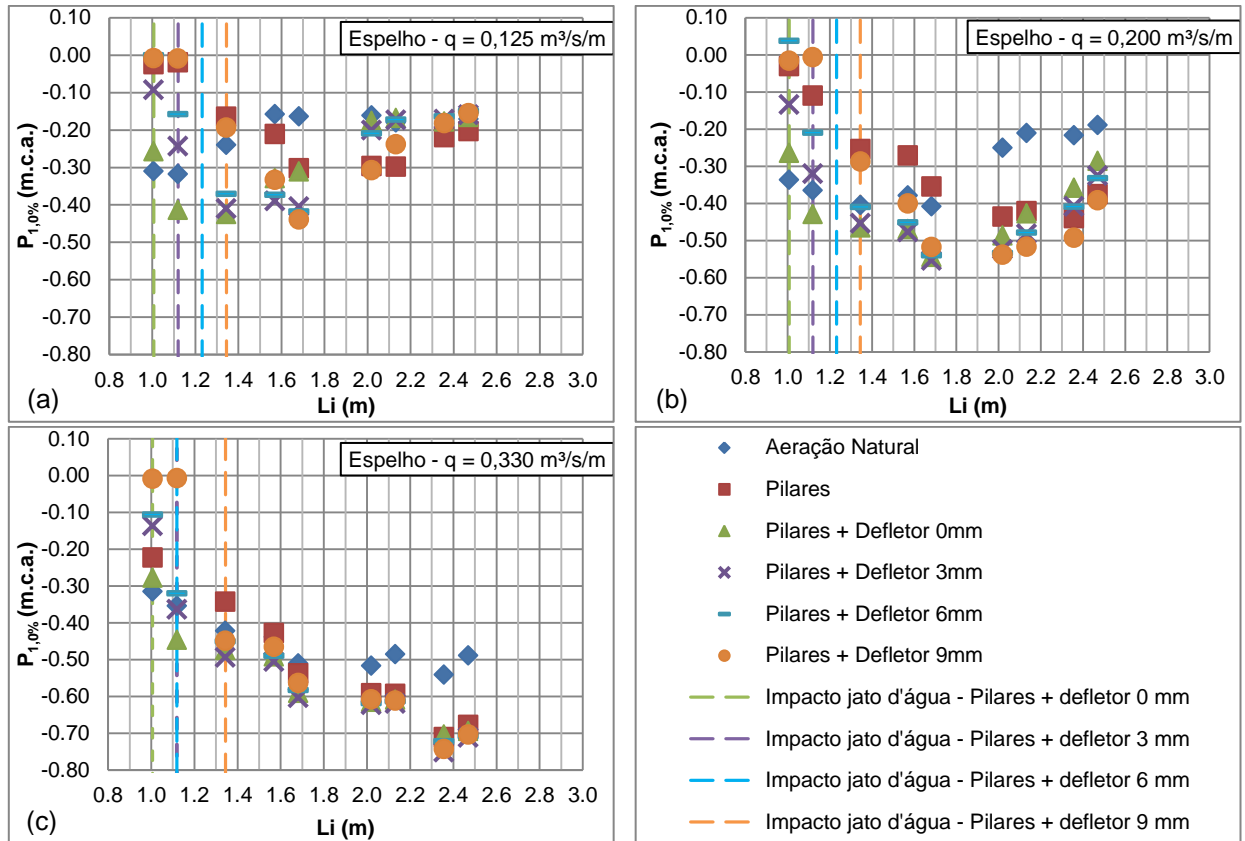 Espelho - q = 0,125 m³/s/m
P1,0% (m.c.a.)
0.10
0.00
-0.10
-0.20
-0.30
-0.40
-0.50
-0.60
-0.70
-0.80
0.8 1.0 1.2 1.4 1.6 1.8 2.0 2.2 2.4 2.6 2.8 3.0
Li (m)
(a)
Espelho - q = 0,200 m³/s/m
P1,0% (m.c.a.)
0.10
0.00
-0.10
-0.20
-0.30
-0.40
-0.50
-0.60
-0.70
-0.80
0.8 1.0 1.2 1.4 1.6 1.8 2.0 2.2 2.4 2.6 2.8 3.0
Li (m)
(b)
Espelho - q = 0,330 m³/s/m
P1,0% (m.c.a.)
0.10
0.00
-0.10
-0.20
-0.30
-0.40
-0.50
-0.60
-0.70
-0.80
0.8 1.0 1.2 1.4 1.6 1.8 2.0 2.2 2.4 2.6 2.8 3.0
Li (m)
(c)
Aeração Natural
Pilares
Pilares + Defletor 0mm
Pilares + Defletor 3mm
Pilares + Defletor 6mm
Pilares + Defletor 9mm
Impacto jato d'água - Pilares + defletor 0 mm
Impacto jato d'água - Pilares + defletor 3 mm
Impacto jato d'água - Pilares + defletor 6 mm
Impacto jato d'água - Pilares + defletor 9 mm